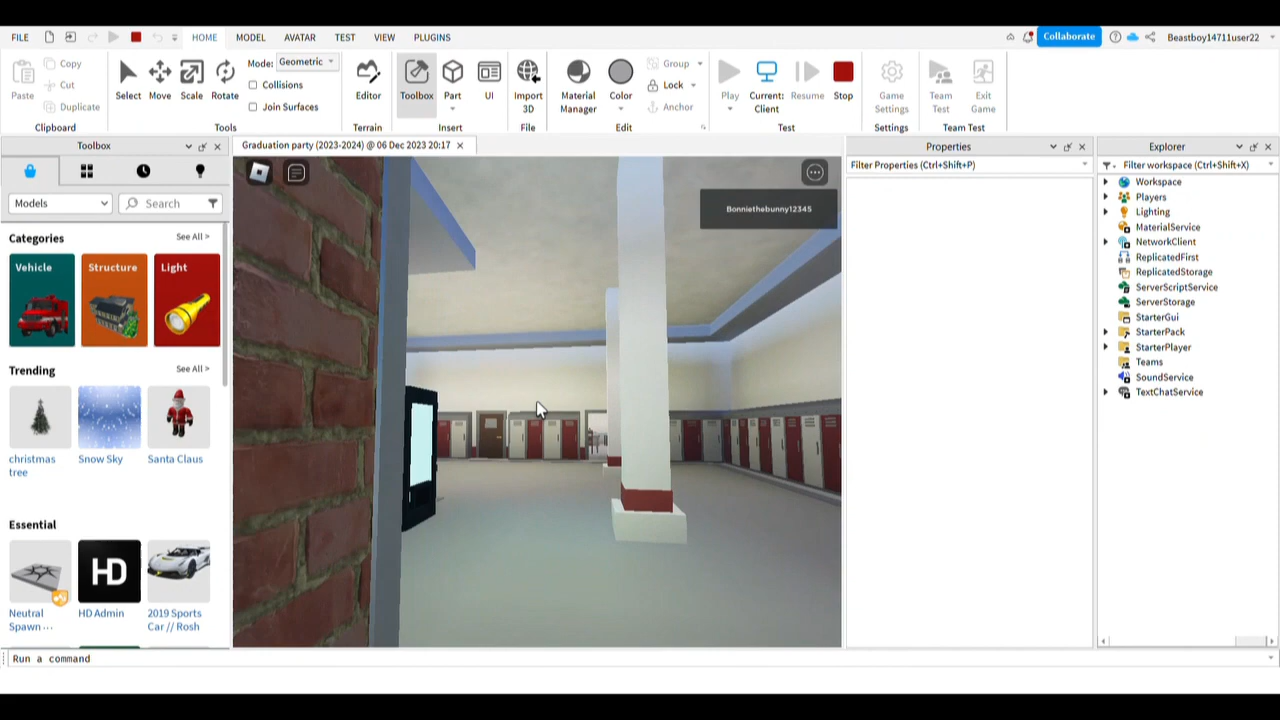 FILE HOME MODEL AVATAR TEST VIEW PLUGINS Collaborate Beastboy14711user22
Paste Copy Cut Duplicate Clipboard
Select Move Scale Rotate Mode: Geometric Collisions Join Surfaces Tools
Editor Terrain
Toolbox Part UI Insert
Import 3D File
Material Manager Color Group Lock Anchor Edit
Play Current: Client Resume Stop Test
Game Settings Settings
Team Test Exit Game Team Test
Toolbox
Models Search
Categories See All >
Vehicle Structure Light
Trending See All >
christmas tree Snow Sky Santa Claus
Essential
HD
Neutral Spawn ... HD Admin 2019 Sports Car // Rosh
Graduation party (2023-2024) @ 06 Dec 2023 20:17
Bonniethebunny12345
Properties
Filter Properties (Ctrl+Shift+P)
Explorer
Filter workspace (Ctrl+Shift+X)
Workspace
Players
Lighting
MaterialService
NetworkClient
ReplicatedFirst
ReplicatedStorage
ServerScriptService
ServerStorage
StarterGui
StarterPack
StarterPlayer
Teams
SoundService
TextChatService
Run a command